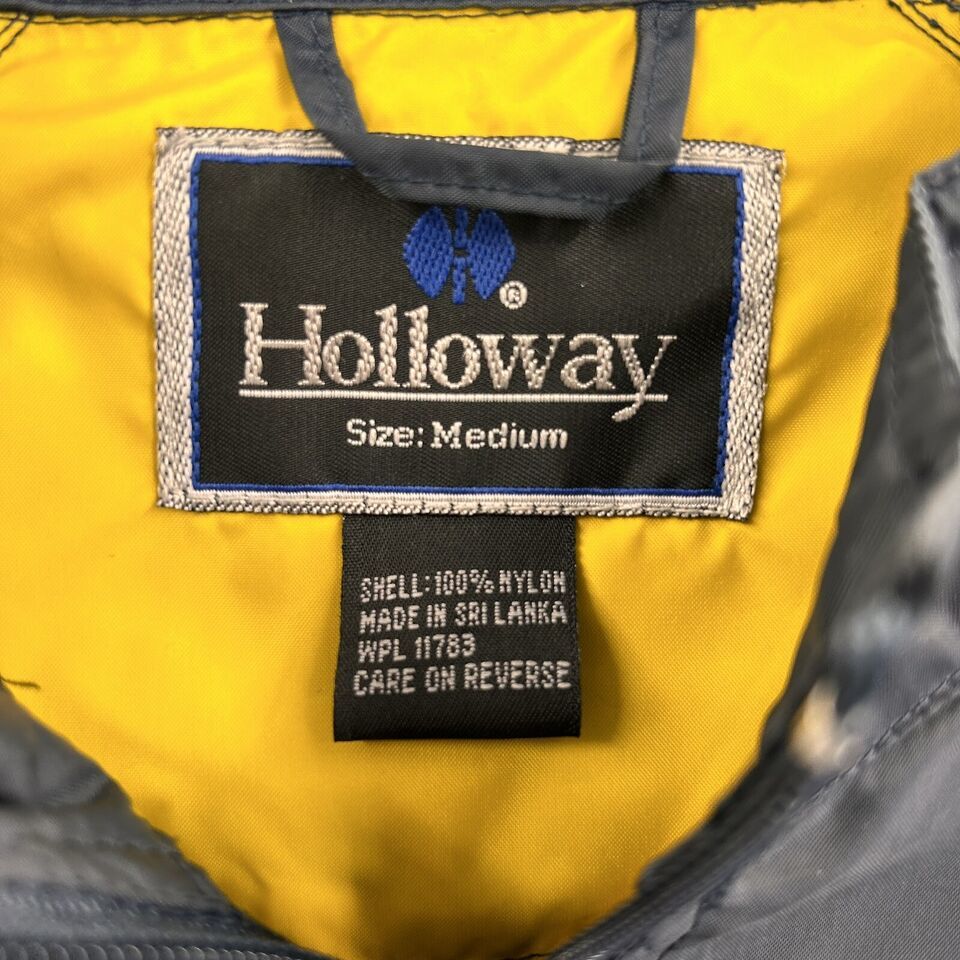 ®
Holloway
Size: Medium
SHELL: 100% NYLON
MADE IN SRI LANKA
WPL 11783
CARE ON REVERSE